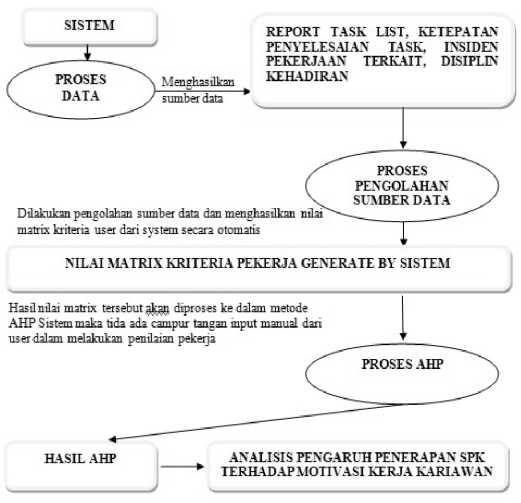 SISTEM
REPORT TASK LIST, KETEPATAN
PENYELESAIAN TASK, INSIDEN
PEKERJAAN TERKAIT, DISIPLIN
KEHADIRAN
PROSES
DATA
Menghasilkan
sumber data
PROSES
PENGOLAHAN
SUMBER DATA
Dilakukan pengolahan sumber data dan menghasilkan nilai
matrix kriteria user dari system secara otomatis
NILAI MATRIX KRITERIA PEKERJA GENERATE BY SISTEM
Hasil nilai matrix tersebut akan diproses ke dalam metode
AHP Sistem maka tida ada campur tangan input manual dari
user dalam melakukan penilaian pekerja
PROSES AHP
HASIL AHP
ANALISIS PENGARUH PENERAPAN SPK
TERHADAP MOTIVASI KERJA KARIAWAN